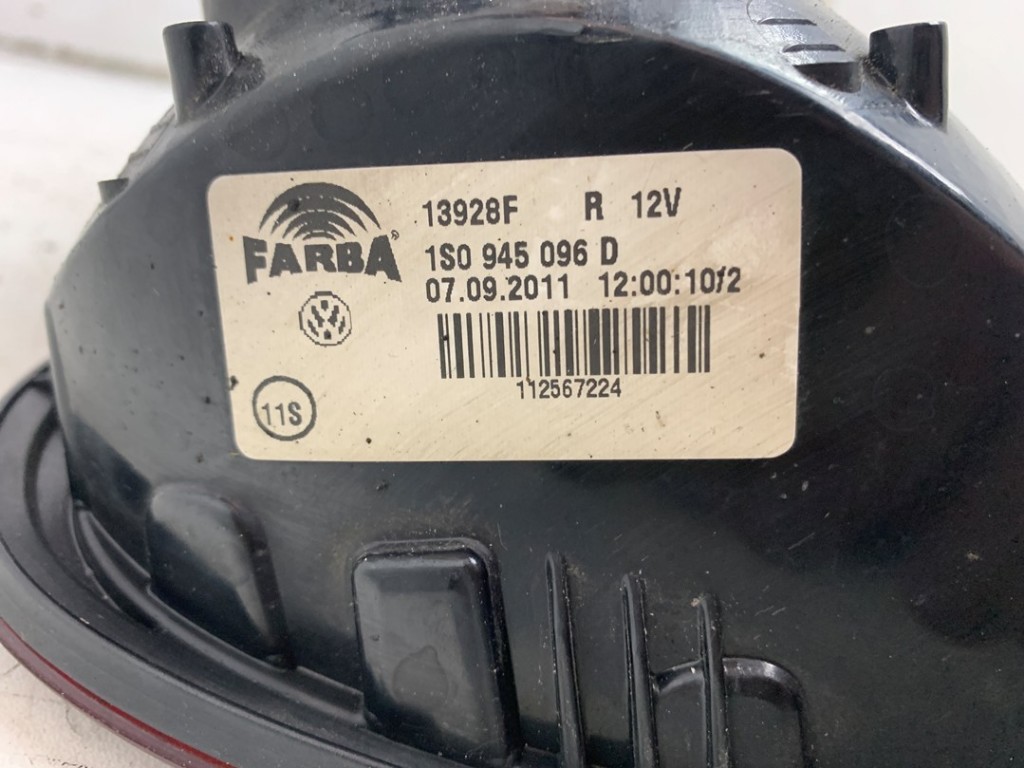 FARBA®
13928F R 12V
1S0 945 096 D
07.09.2011 12:00:10/2
112567224
11S